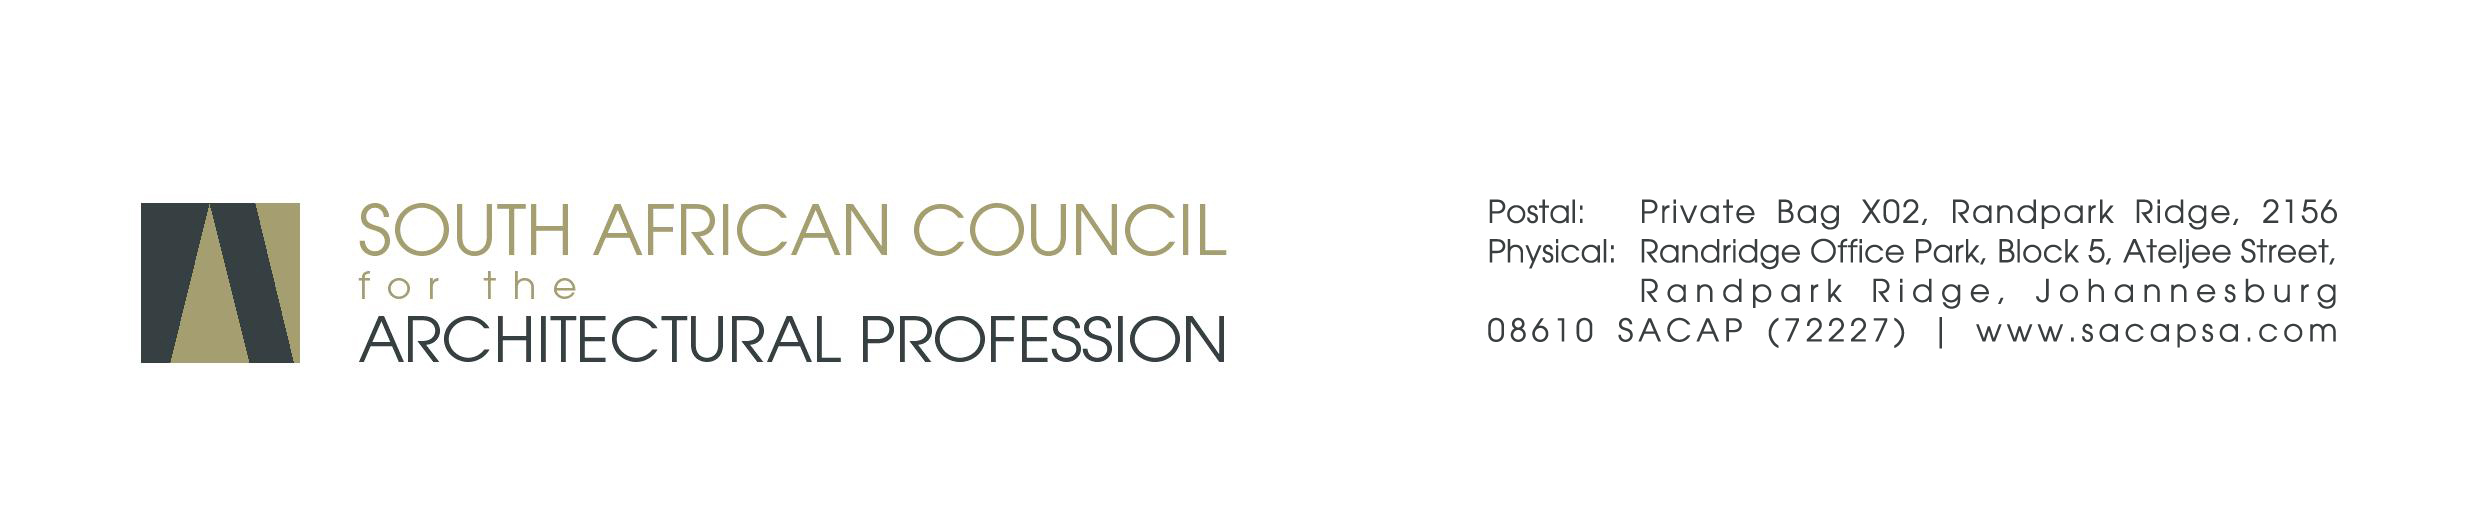 SOUTH AFRICAN COUNCIL
for the
ARCHITECTURAL PROFESSION
Postal: Private Bag X02, Randpark Ridge, 2156
Physical: Randridge Office Park, Block 5, Ateljee Street,
Randpark Ridge, Johannesburg
08610 SACAP (72227) | www.sacapsa.com